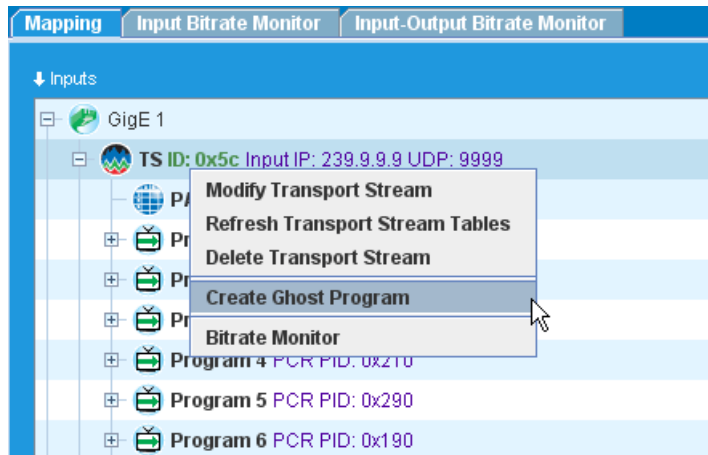 Mapping Input Bitrate Monitor Input-Output Bitrate Monitor
Inputs
GigE 1
TS ID: 0x5c Input IP: 239.9.9.9 UDP: 9999
Modify Transport Stream
Refresh Transport Stream Tables
Delete Transport Stream
Create Ghost Program
Bitrate Monitor
Program 4 PCR PID: 0x210
Program 5 PCR PID: 0x290
Program 6 PCR PID: 0x190